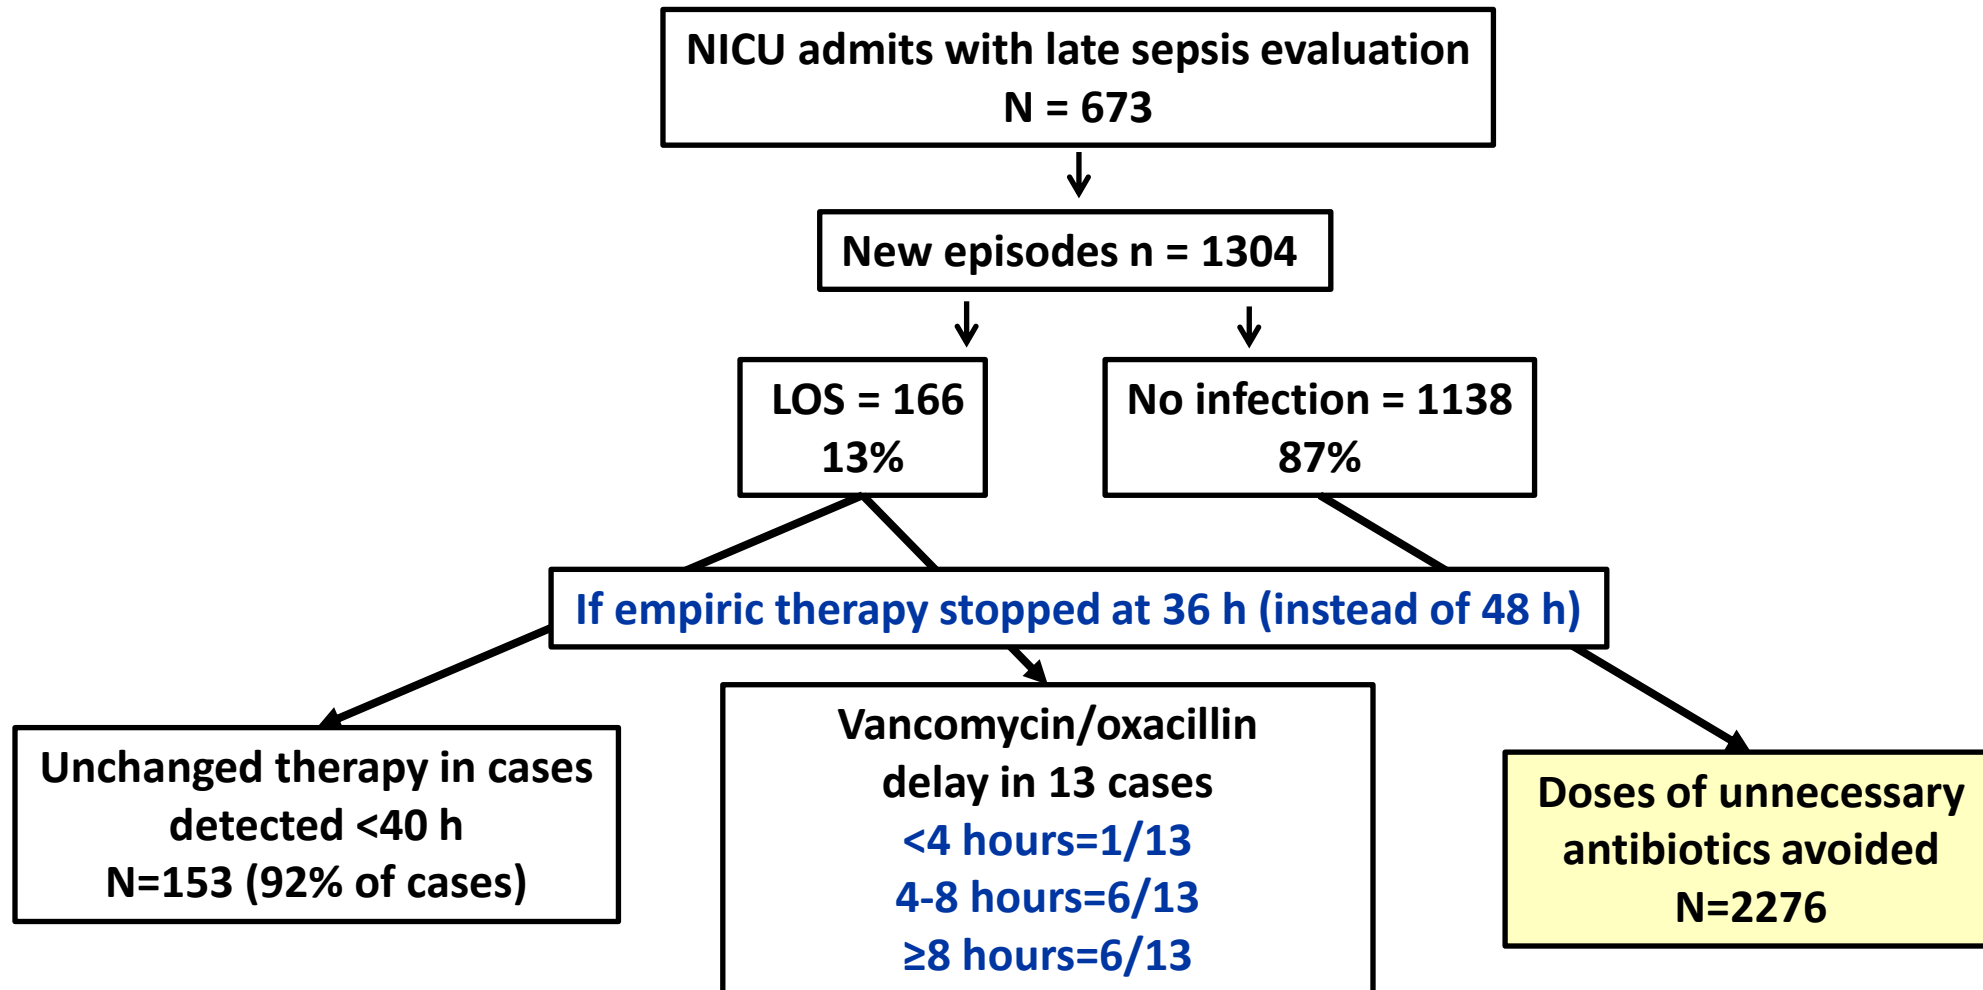 NICU admits with late sepsis evaluation
N = 673
New episodes n = 1304
LOS = 166
13%
No infection = 1138
87%
If empiric therapy stopped at 36 h (instead of 48 h)
Unchanged therapy in cases
detected <40 h
N=153 (92% of cases)
Vancomycin/oxacillin
delay in 13 cases
<4 hours=1/13
4-8 hours=6/13
≥8 hours=6/13
Doses of unnecessary
antibiotics avoided
N=2276